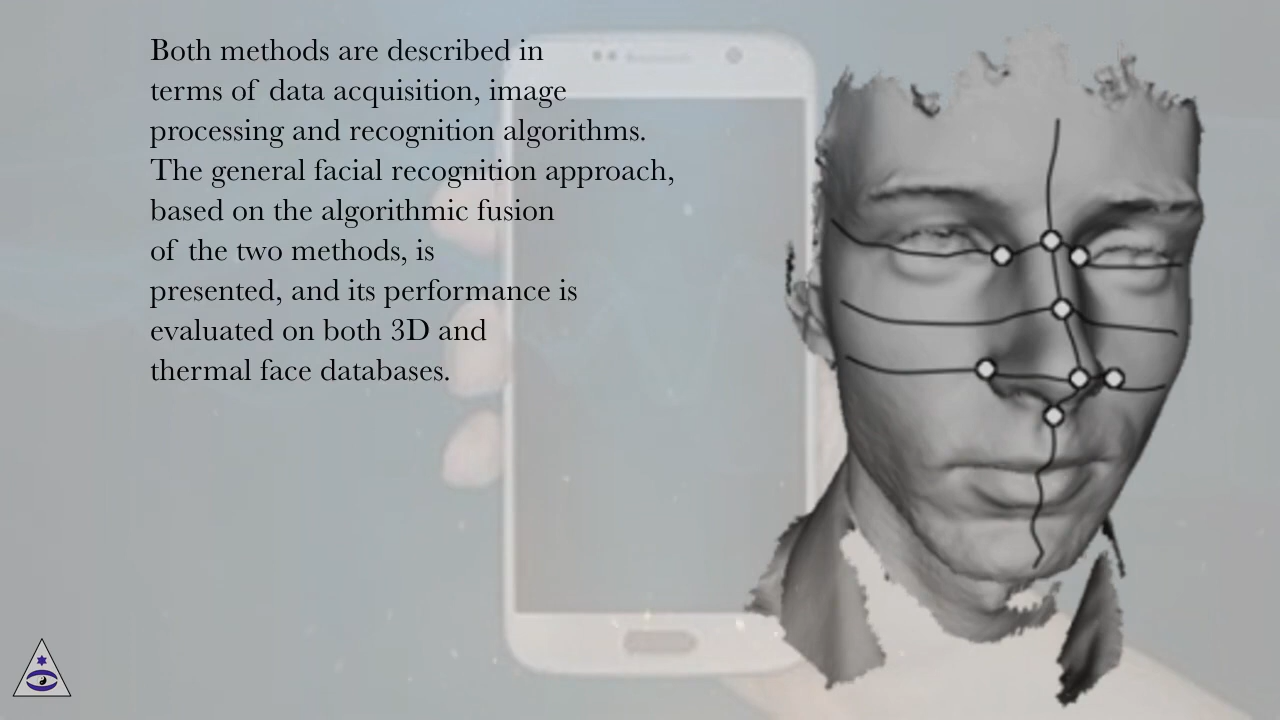 Both methods are described in
terms of data acquisition, image
processing and recognition algorithms.
The general facial recognition approach,
based on the algorithmic fusion
of the two methods, is
presented, and its performance is
evaluated on both 3D and
thermal face databases.